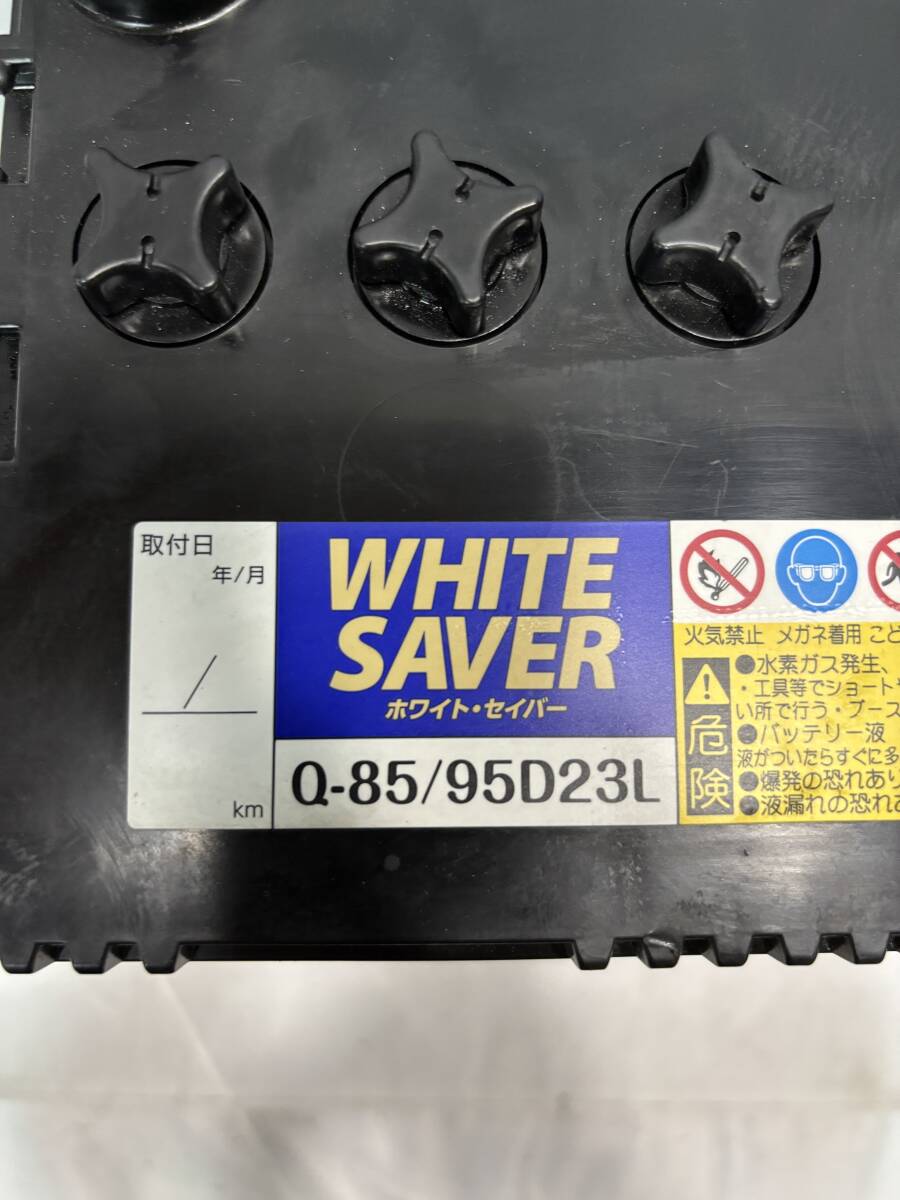 取付日
年/月
/
km
WHITE
SAVER
ホワイト・セイバー
Q-85/95D23L
火気禁止 メガネ着用 こど
危険
●水素ガス発生、
・工具等でショートや
い所で行う・ブース
●バッテリー液
液がついたらすぐに多
●爆発の恐れあり
●液漏れの恐れあ